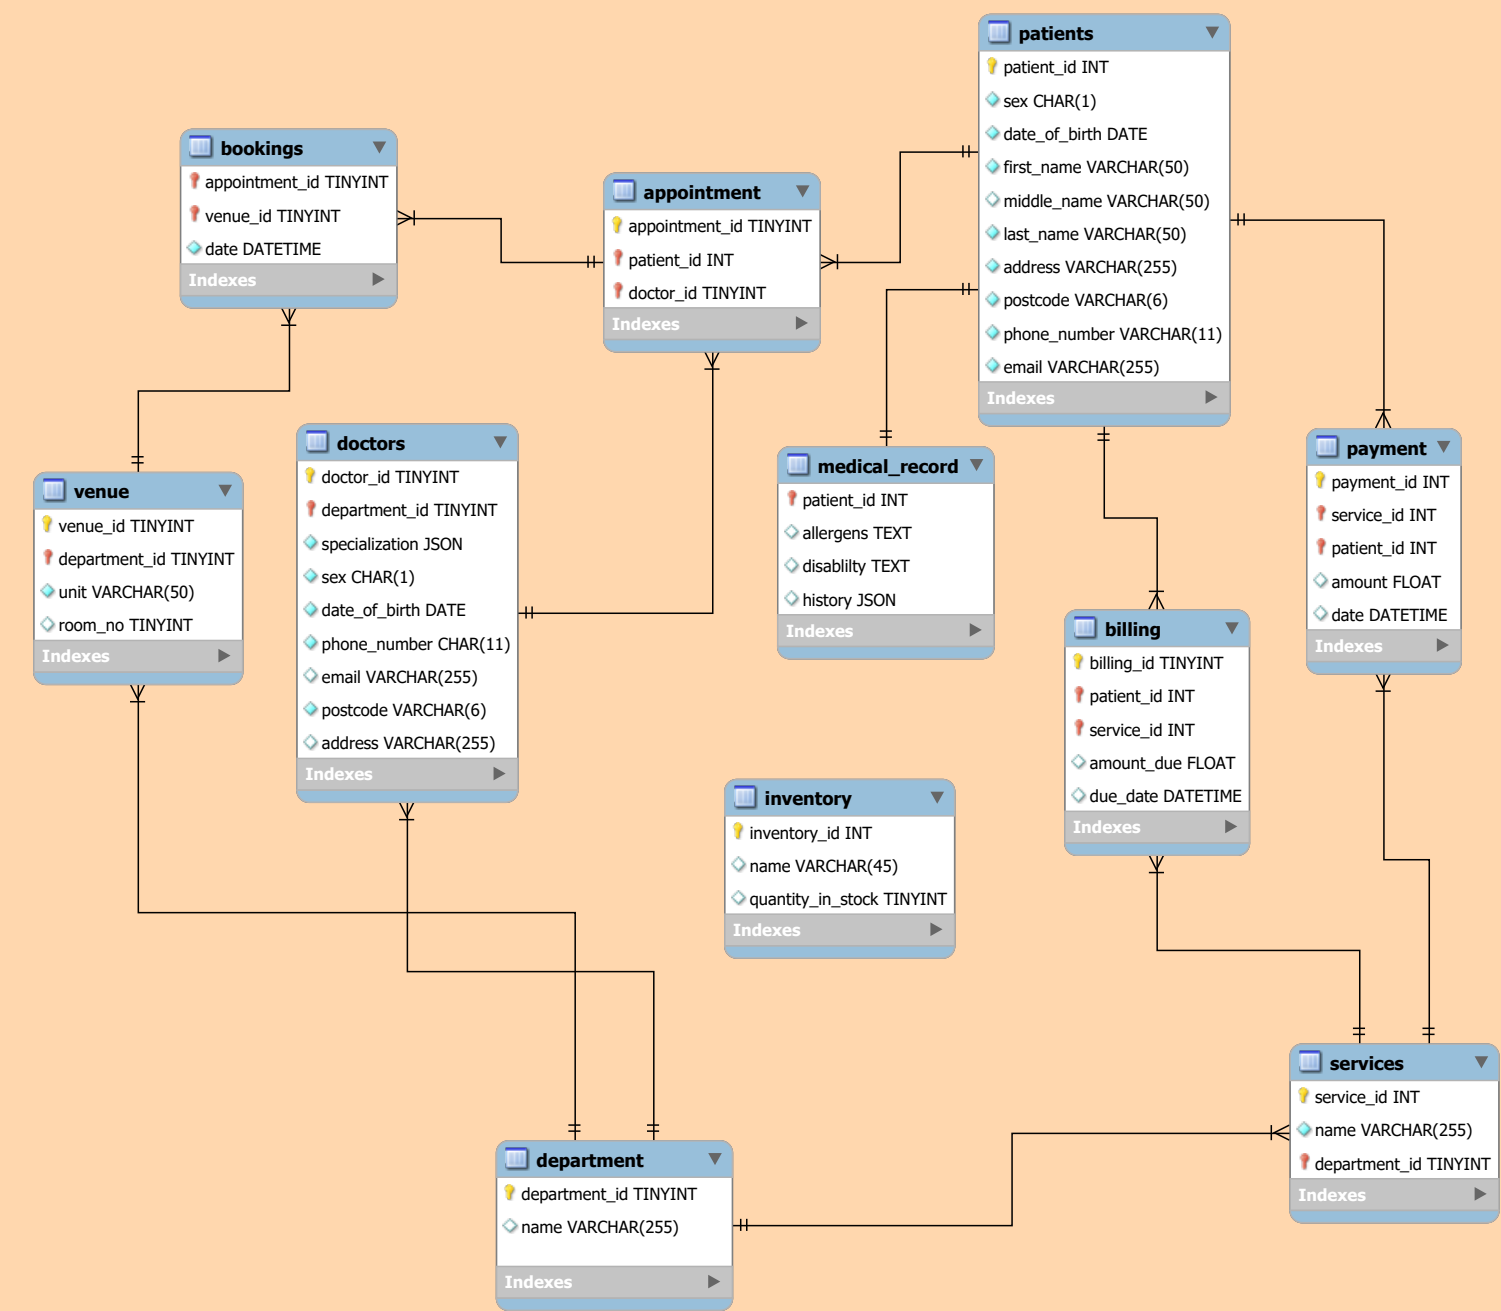 patients
patient_id INT
sex CHAR(1)
date_of_birth DATE
first_name VARCHAR(50)
middle_name VARCHAR(50)
last_name VARCHAR(50)
address VARCHAR(255)
postcode VARCHAR(6)
phone_number VARCHAR(11)
email VARCHAR(255)
Indexes
bookings
appointment_id TINYINT
venue_id TINYINT
date DATETIME
Indexes
appointment
appointment_id TINYINT
patient_id INT
doctor_id TINYINT
Indexes
doctors
doctor_id TINYINT
department_id TINYINT
specialization JSON
sex CHAR(1)
date_of_birth DATE
phone_number CHAR(11)
email VARCHAR(255)
postcode VARCHAR(6)
address VARCHAR(255)
Indexes
medical_record
patient_id INT
allergens TEXT
disablilty TEXT
history JSON
Indexes
payment
payment_id INT
service_id INT
patient_id INT
amount FLOAT
date DATETIME
Indexes
venue
venue_id TINYINT
department_id TINYINT
unit VARCHAR(50)
room_no TINYINT
Indexes
billing
billing_id TINYINT
patient_id INT
service_id INT
amount_due FLOAT
due_date DATETIME
Indexes
inventory
inventory_id INT
name VARCHAR(45)
quantity_in_stock TINYINT
Indexes
services
service_id INT
name VARCHAR(255)
department_id TINYINT
Indexes
department
department_id TINYINT
name VARCHAR(255)
Indexes